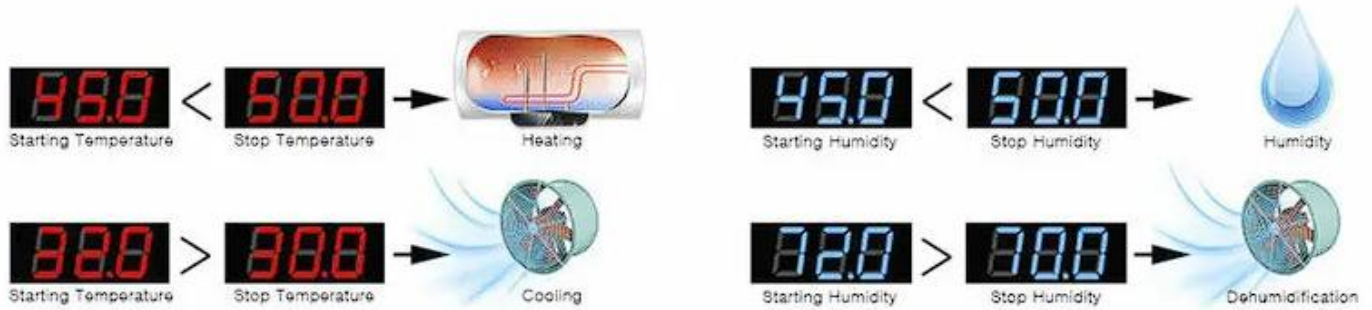 45.0 < 50.0
Starting Temperature Stop Temperature Heating
45.0 < 50.0
Starting Humidity Stop Humidity Humidity
32.0 > 30.0
Starting Temperature Stop Temperature Cooling
72.0 > 70.0
Starting Humidity Stop Humidity Dehumidification